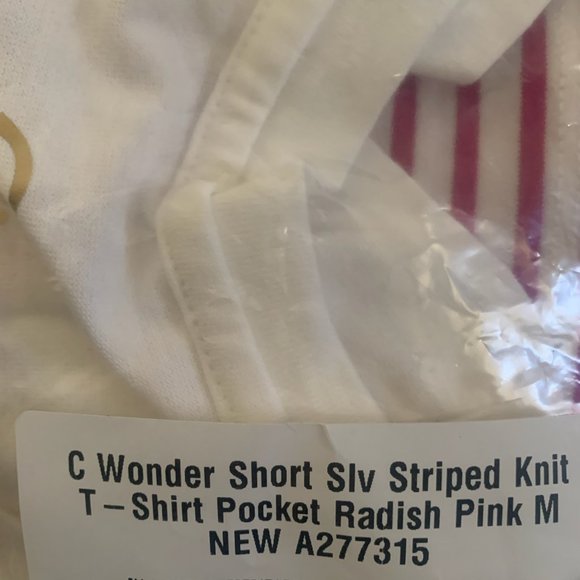 C Wonder Short Slv Striped Knit
T-Shirt Pocket Radish Pink M
NEW A277315